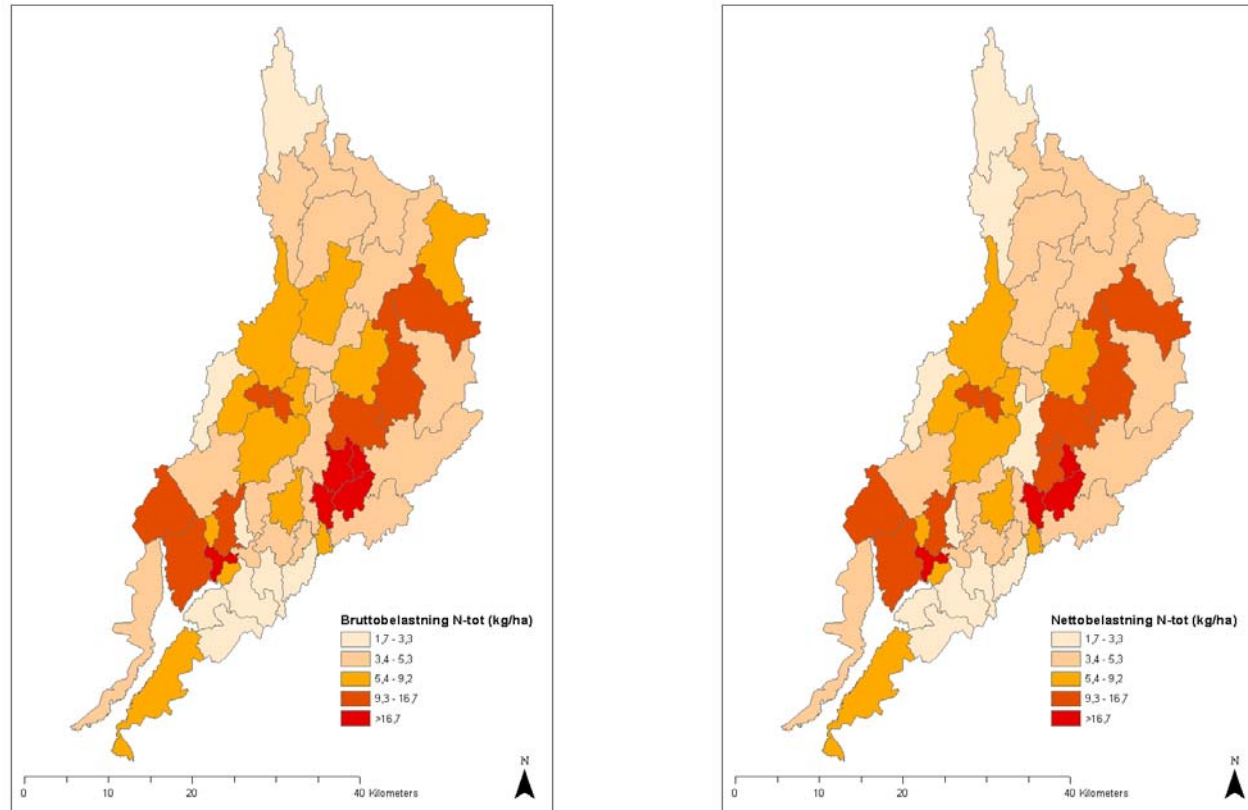 Bruttobelastning N-tot (kg/ha)
1,7 - 3,3
3,4 - 5,3
5,4 - 9,2
9,3 - 16,7
>16,7
N
0 10 20 40 Kilometers
Nettobelastning N-tot (kg/ha)
1,7 - 3,3
3,4 - 5,3
5,4 - 9,2
9,3 - 16,7
>16,7
N
0 10 20 40 Kilometers